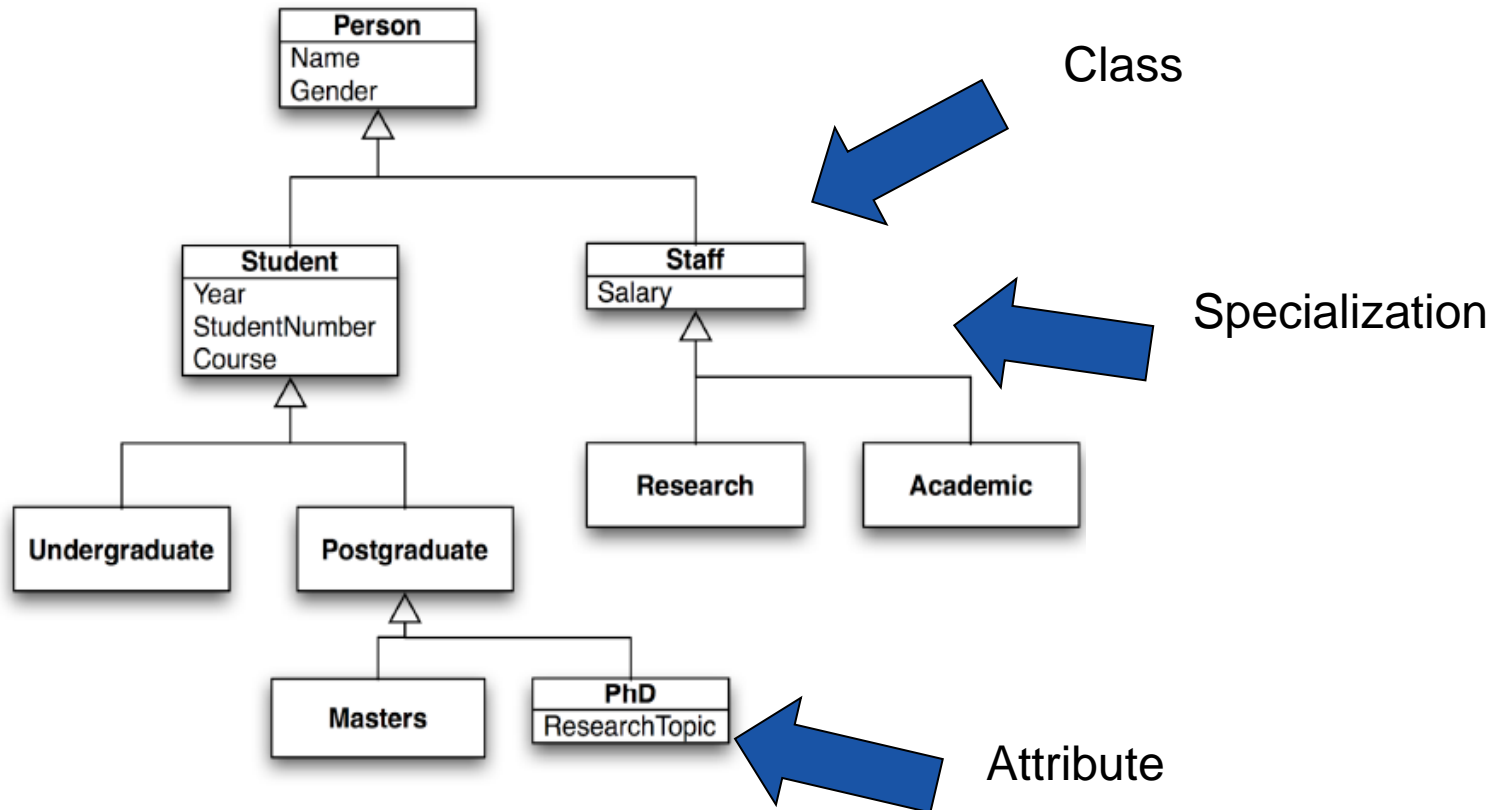 Person
Name
Gender
Class
Student
Year
StudentNumber
Course
Staff
Salary
Specialization
Research
Academic
Undergraduate
Postgraduate
Masters
PhD
ResearchTopic
Attribute